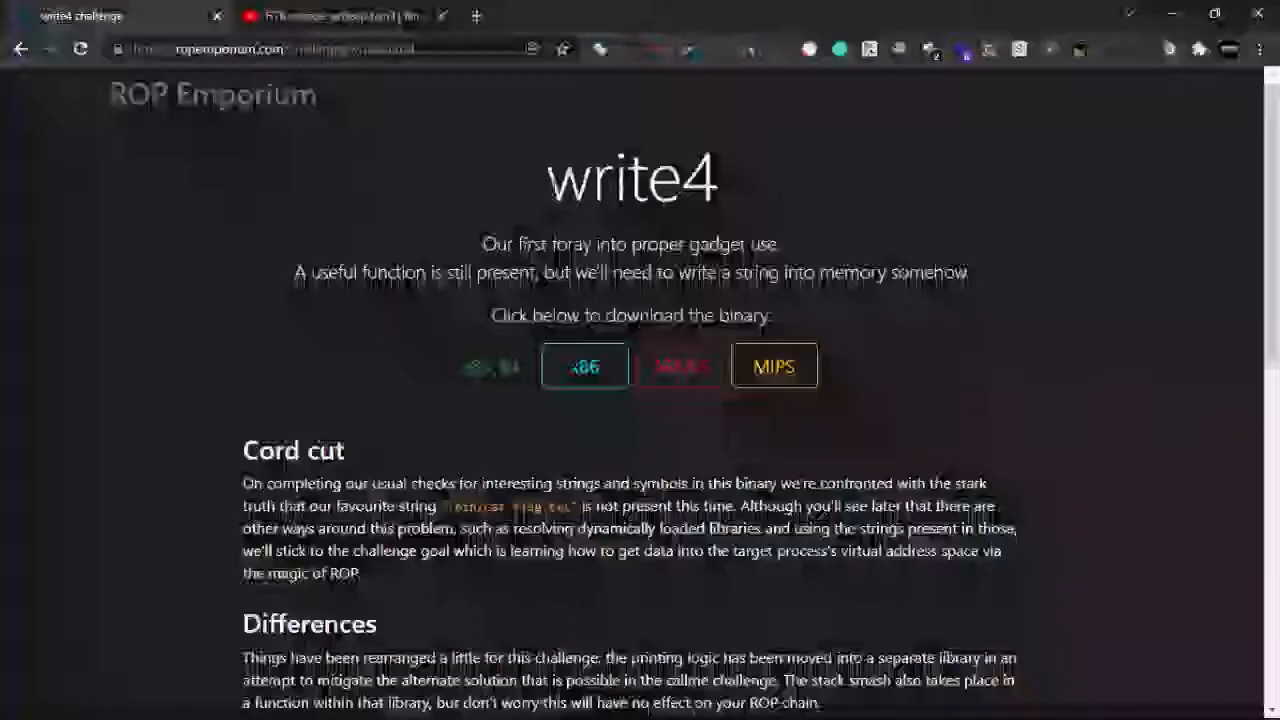 write4 challenge
ropemporium.com
ROP Emporium
write4
Our first foray into proper gadget use.
A useful function is still present, but we'll need to write a string into memory somehow.
Click below to download the binary.
x86 MIPS
Cord cut
On completing our usual checks for interesting strings and symbols in this binary we're confronted with the stark
truth that our favourite string "/bin/cat flag.txt" is not present this time. Although you'll see later that there are
other ways around this problem, such as resolving dynamically loaded libraries and using the strings present in those,
we'll stick to the challenge goal which is learning how to get data into the target process's virtual address space via
the magic of ROP.
Differences
Things have been rearranged a little for this challenge; the printing logic has been moved into a separate library in an
attempt to mitigate the alternate solution that is possible in the callme challenge. The stack smash also takes place in
a function within that library, but don't worry this will have no effect on your ROP chain.